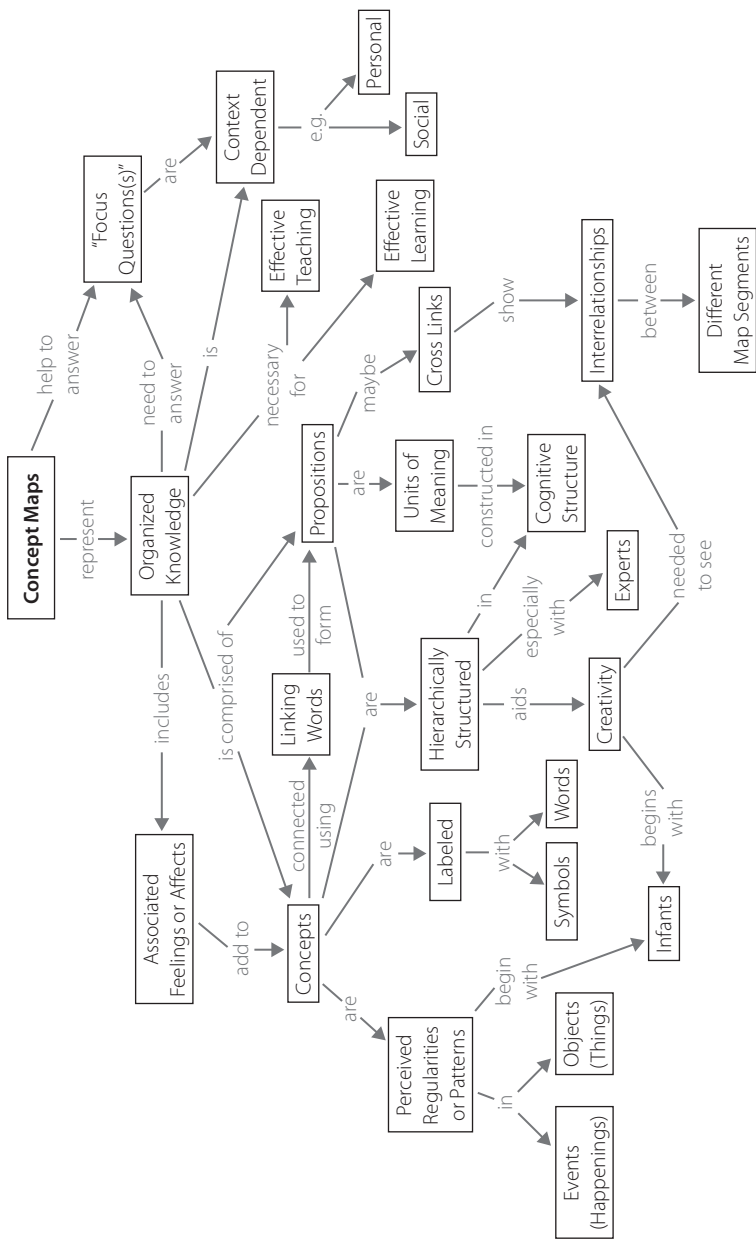 Concept Maps
help to
answer
represent
"Focus
Questions(s)"
are
need to
answer
Organized
Knowledge
is
Context
Dependent
e.g.
Personal
Social
includes
is comprised of
necessary
for
Effective
Teaching
Effective
Learning
Associated
Feelings or Affects
add to
Concepts
connected
using
Linking
Words
used to
form
Propositions
are
maybe
Cross Links
show
are
Units of
Meaning
constructed in
are
Perceived
Regularities
or Patterns
are
Labeled
with
Symbols
Words
Hierarchically
Structured
in
Cognitive
Structure
especially
with
Experts
aids
Creativity
needed
to see
Interrelationships
between
Different
Map Segments
begin
with
begins
with
Infants
in
Events
(Happenings)
Objects
(Things)